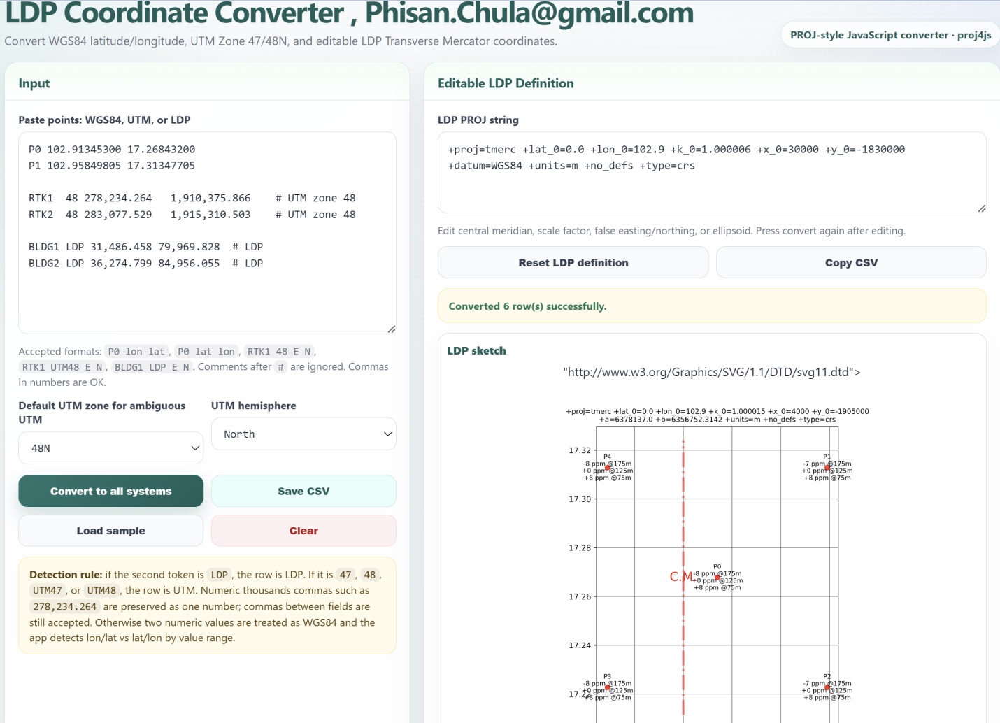 LDP Coordinate Converter , Phisan.Chula@gmail.com
Convert WGS84 latitude/longitude, UTM Zone 47/48N, and editable LDP Transverse Mercator coordinates.
PROJ-style JavaScript converter · proj4js
Input
Paste points: WGS84, UTM, or LDP
P0 102.91345300 17.26843200
P1 102.95849805 17.31347705
RTK1  48 278,234.264   1,910,375.866    # UTM zone 48
RTK2  48 283,077.529   1,915,310.503    # UTM zone 48
BLDG1 LDP 31,486.458 79,969.828  # LDP
BLDG2 LDP 36,274.799 84,956.055  # LDP
Accepted formats: P0 lon lat, P0 lat lon, RTK1 48 E N,
RTK1 UTM48 E N, BLDG1 LDP E N. Comments after # are ignored. Commas
in numbers are OK.
Default UTM zone for ambiguous
UTM
48N
UTM hemisphere
North
Convert to all systems
Save CSV
Load sample
Clear
Detection rule: if the second token is LDP, the row is LDP. If it is 47, 48,
UTM47, or UTM48, the row is UTM. Numeric thousands commas such as
278,234.264 are preserved as one number; commas between fields are
still accepted. Otherwise two numeric values are treated as WGS84 and the
app detects lon/lat vs lat/lon by value range.
Editable LDP Definition
LDP PROJ string
+proj=tmerc +lat_0=0.0 +lon_0=102.9 +k_0=1.000006 +x_0=30000 +y_0=-1830000
+datum=WGS84 +units=m +no_defs +type=crs
Edit central meridian, scale factor, false easting/northing, or ellipsoid. Press convert again after editing.
Reset LDP definition
Copy CSV
Converted 6 row(s) successfully.
LDP sketch
"http://www.w3.org/Graphics/SVG/1.1/DTD/svg11.dtd">
+proj=tmerc +lat_0=0.0 +lon_0=102.9 +k_0=1.000015 +x_0=4000 +y_0=-1905000
+a=6378137.0 +b=6356752.3142 +units=m +no_defs +type=crs
17.32
P4
-8 ppm @175m
+0 ppm @125m
+8 ppm @75m
P1
-7 ppm @175m
+0 ppm @125m
+8 ppm @75m
17.30
17.28
C.M.
P0
-8 ppm @175m
+0 ppm @125m
+8 ppm @75m
17.26
17.24
17.22
P3
-8 ppm @175m
+0 ppm @125m
+8 ppm @75m
P2
-7 ppm @175m
+0 ppm @125m
+8 ppm @75m